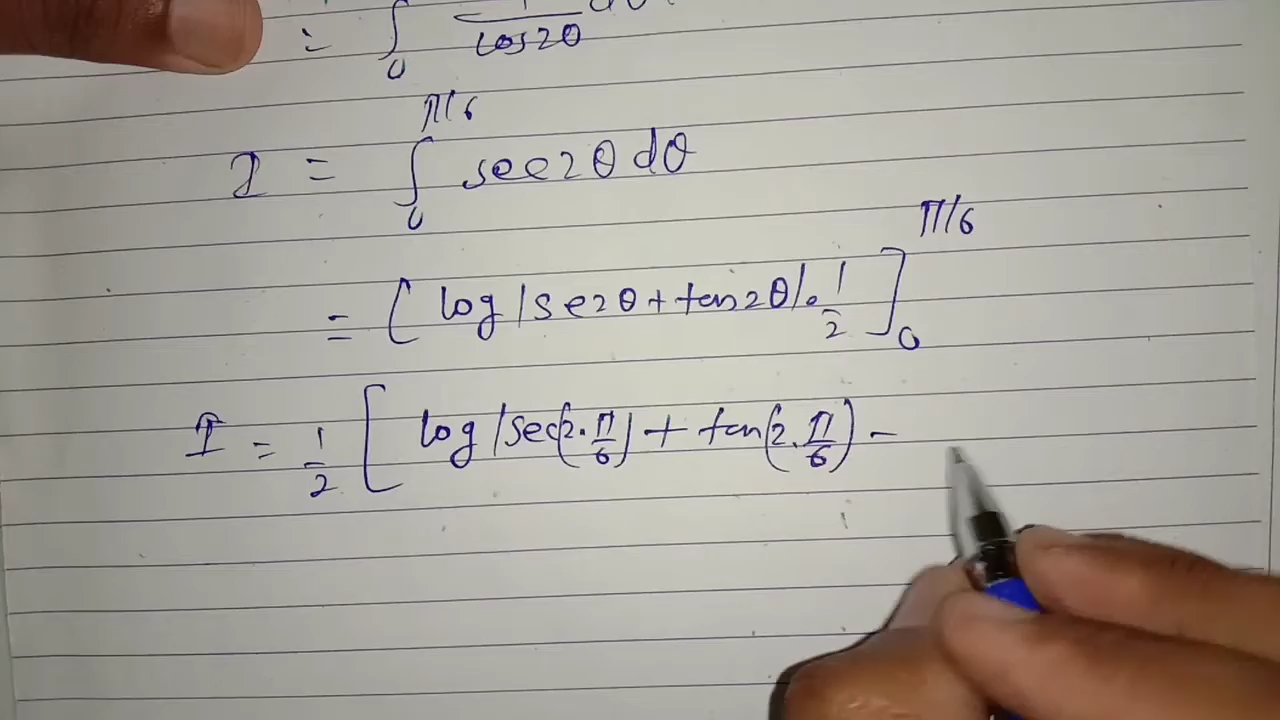 = ∫₀ 1/cos2θ dθ
I = ∫₀^π/6 sec2θ dθ
= [ log |se2θ + tan2θ| . 1/2 ]₀^π/6
I = 1/2 [ log |sec(2.π/6) + tan(2.π/6) -